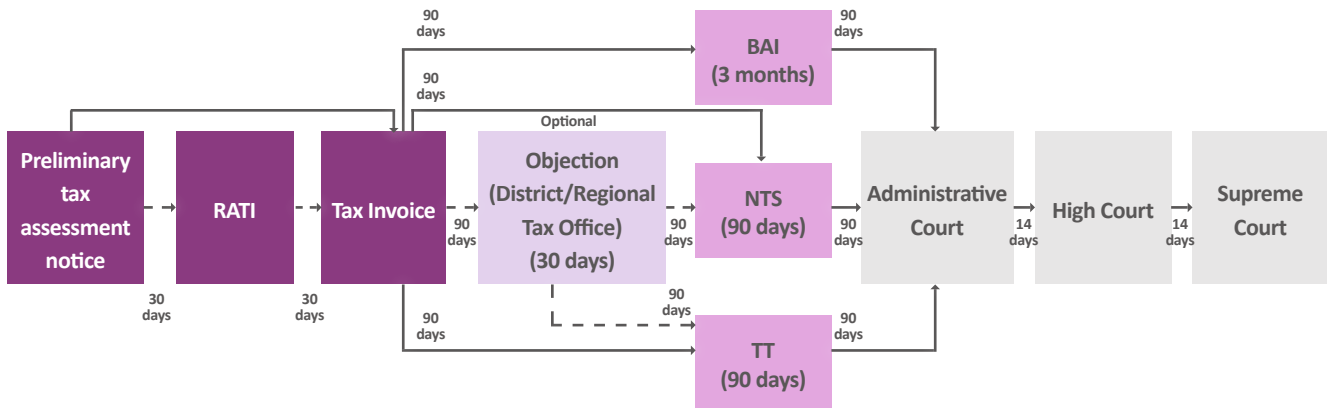 90
days
BAI
(3 months)
90
days
90
days
Optional
Preliminary
tax
assessment
notice
RATI
Tax Invoice
Objection
(District/Regional
Tax Office)
(30 days)
NTS
(90 days)
Administrative
Court
High Court
Supreme
Court
90
days
90
days
90
days
14
days
14
days
30
days
30
days
90
days
90
days
90
days
TT
(90 days)